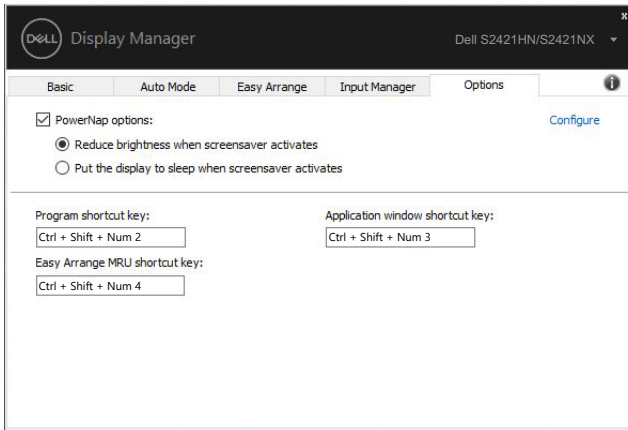 x
DELL Display Manager
Dell S2421HN/S2421NX
Basic Auto Mode Easy Arrange Input Manager Options
PowerNap options: Configure
Reduce brightness when screensaver activates
Put the display to sleep when screensaver activates
Program shortcut key: Application window shortcut key:
Ctrl + Shift + Num 2 Ctrl + Shift + Num 3
Easy Arrange MRU shortcut key:
Ctrl + Shift + Num 4